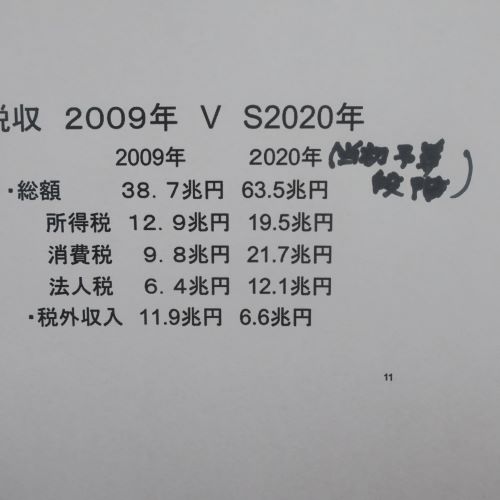 税収 2009年 V S2020年
2009年 2020年 (当初予算
段階)
・総額 38.7兆円 63.5兆円
所得税 12.9兆円 19.5兆円
消費税 9.8兆円 21.7兆円
法人税 6.4兆円 12.1兆円
・税外収入 11.9兆円 6.6兆円
11